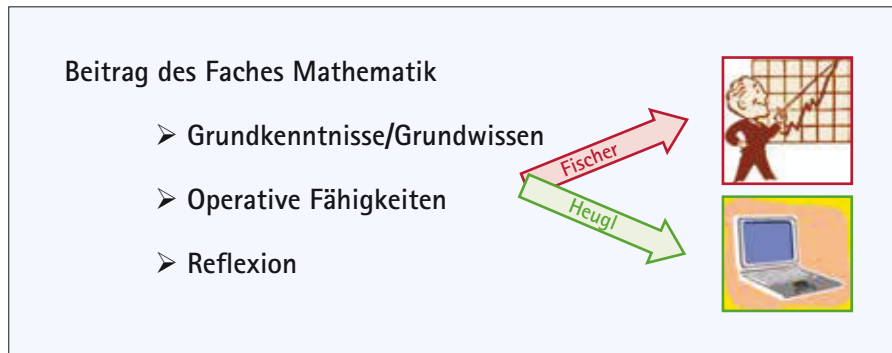 Beitrag des Faches Mathematik
➢ Grundkenntnisse/Grundwissen
Fischer
➢ Operative Fähigkeiten
Heugl
➢ Reflexion